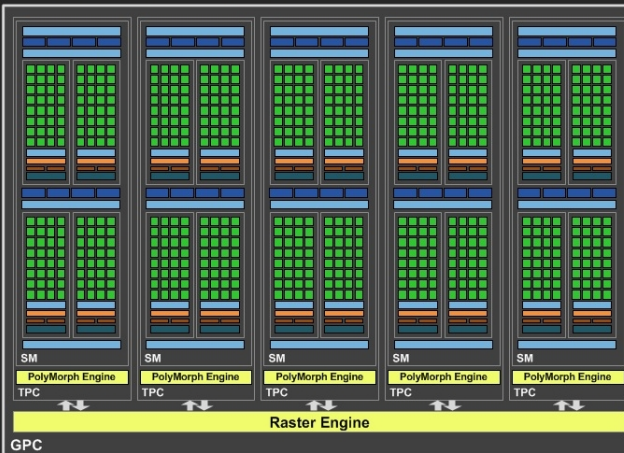 SM SM SM SM SM
PolyMorph Engine PolyMorph Engine PolyMorph Engine PolyMorph Engine PolyMorph Engine
TPC TPC TPC TPC TPC
Raster Engine
GPC